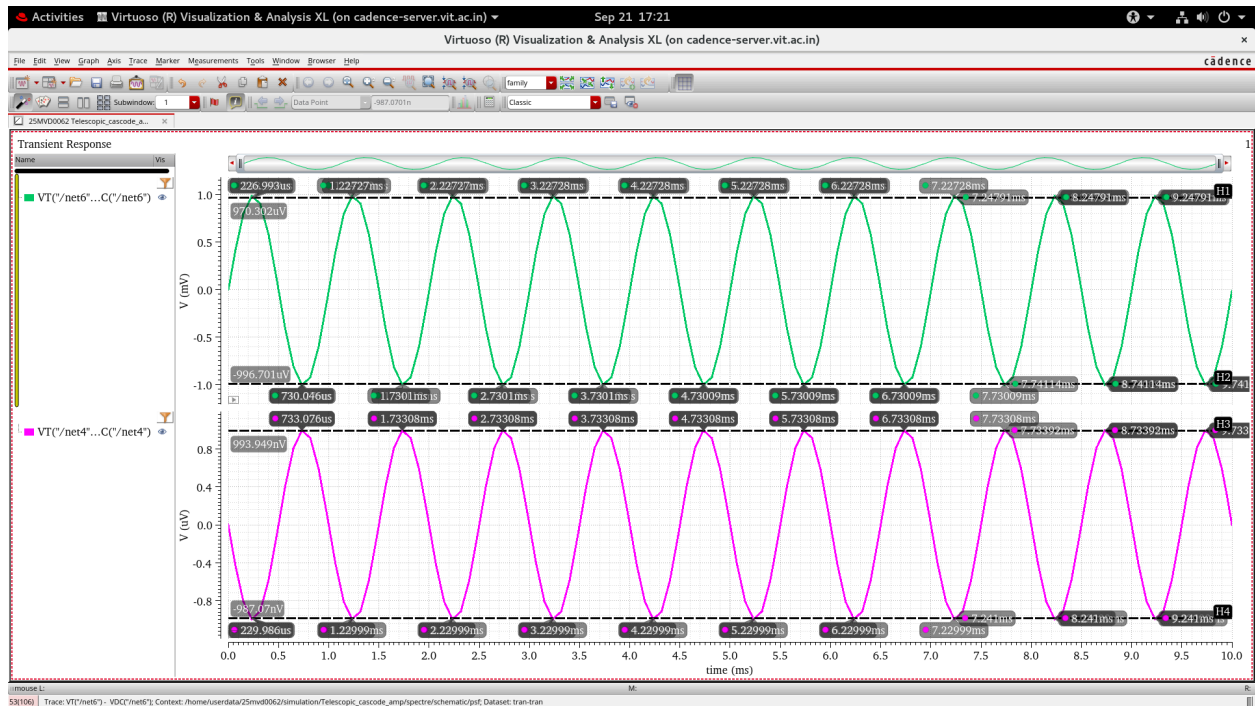 Activities Virtuoso (R) Visualization & Analysis XL (on cadence-server.vit.ac.in) Sep 21 17:21
Virtuoso (R) Visualization & Analysis XL (on cadence-server.vit.ac.in) ×
File Edit View Graph Axis Trace Marker Measurements Tools Window Browser Help cādence
family
Subwindow: 1 Data Point -987.0701n Classic
25MVD0062 Telescopic_cascode_a... ×
Transient Response 1
Name Vis
VT("/net6"...C("/net6")
226.993us 1.22727ms 2.22727ms 3.22728ms 4.22728ms 5.22728ms 6.22728ms 7.22728ms
7.24791ms 8.24791ms 9.24791ms H1
970.302uV
1.0
0.5
0.0
-0.5
-1.0
V (mV)
-996.701uV
H2
7.74114ms 8.74114ms 9.741
730.046us 1.7301ms 2.7301ms 3.7301ms 4.73009ms 5.73009ms 6.73009ms 7.73009ms
VT("/net4"...C("/net4")
733.076us 1.73308ms 2.73308ms 3.73308ms 4.73308ms 5.73308ms 6.73308ms 7.73308ms
7.73392ms 8.73392ms 9.733 H3
993.949nV
0.8
0.4
0.0
-0.4
-0.8
V (uV)
-987.07nV
H4
7.241ms 8.241ms 9.241ms
229.986us 1.22999ms 2.22999ms 3.22999ms 4.22999ms 5.22999ms 6.22999ms 7.22999ms
0.0 0.5 1.0 1.5 2.0 2.5 3.0 3.5 4.0 4.5 5.0 5.5 6.0 6.5 7.0 7.5 8.0 8.5 9.0 9.5 10.0
time (ms)
mouse L: M: R:
53(106) Trace: VT("/net6") - VDC("/net6"); Context: /home/userdata/25mvd0062/simulation/Telescopic_cascode_amp/spectre/schematic/psf; Dataset: tran-tran